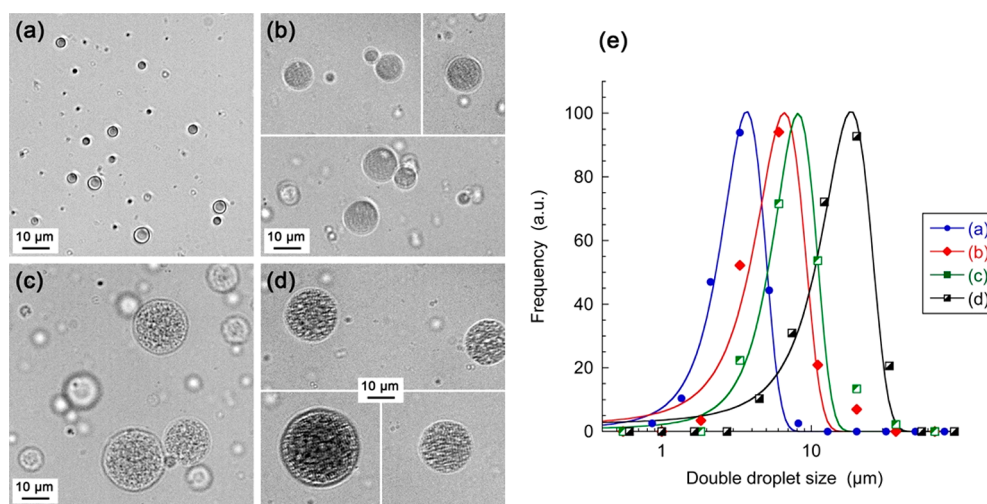 (a)
10 µm
(b)
10 µm
(c)
10 µm
(d)
10 µm
(e)
Frequency (a.u.)
100
80
60
40
20
0
1
10
Double droplet size (µm)
(a)
(b)
(c)
(d)